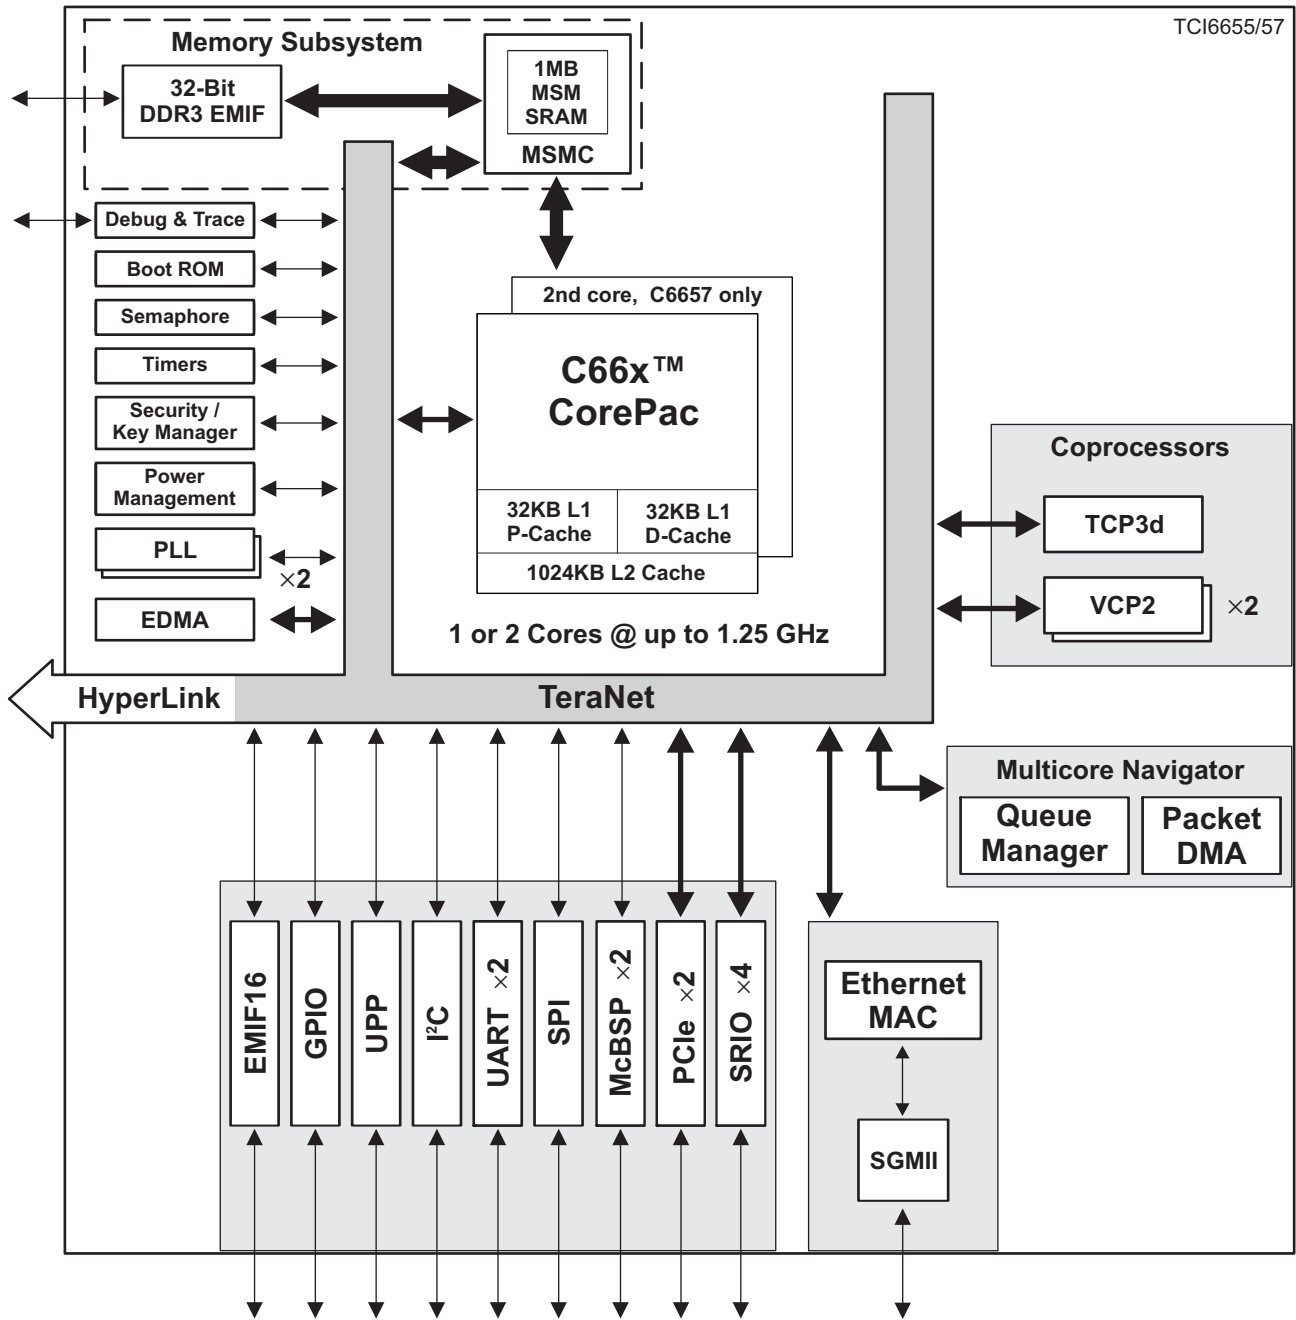 TCI6655/57
Memory Subsystem
32-Bit
DDR3 EMIF
1MB
MSM
SRAM
MSMC
Debug & Trace
Boot ROM
Semaphore
Timers
Security /
Key Manager
Power
Management
PLL
×2
EDMA
2nd core, C6657 only
C66x™
CorePac
32KB L1
P-Cache
32KB L1
D-Cache
1024KB L2 Cache
1 or 2 Cores @ up to 1.25 GHz
Coprocessors
TCP3d
VCP2
×2
HyperLink
TeraNet
Multicore Navigator
Queue
Manager
Packet
DMA
EMIF16
GPIO
UPP
I²C
UART ×2
SPI
McBSP ×2
PCIe ×2
SRIO ×4
Ethernet
MAC
SGMII